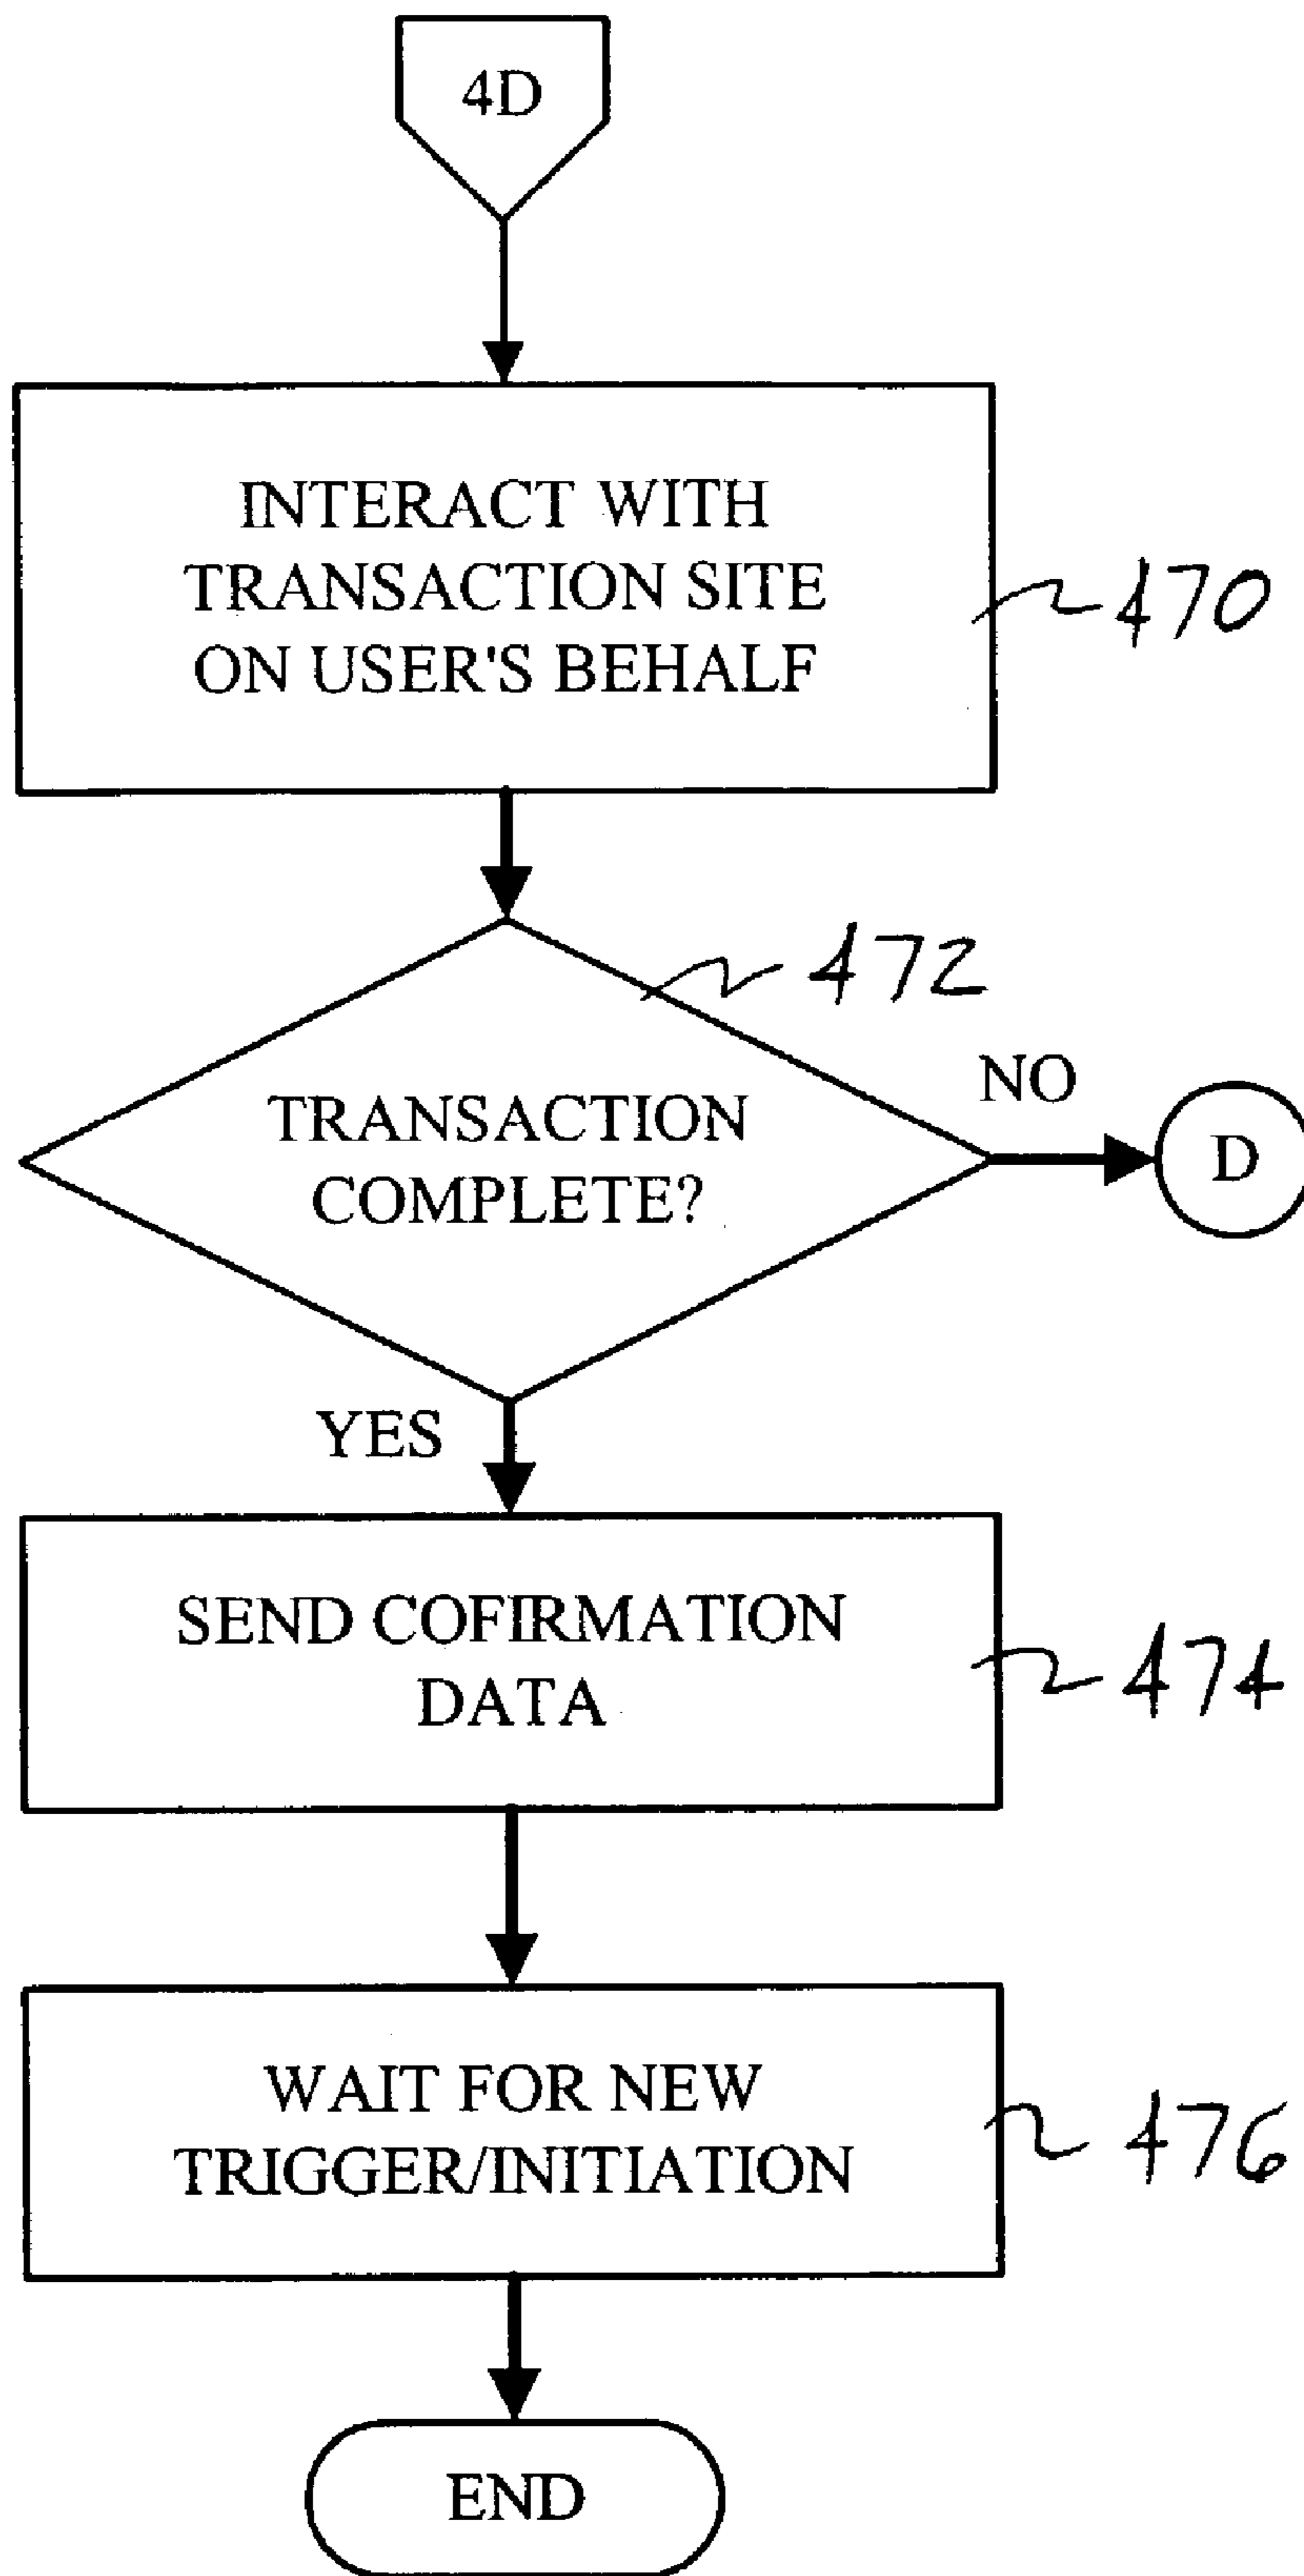 4D
INTERACT WITH
TRANSACTION SITE
ON USER'S BEHALF
470
472
TRANSACTION
COMPLETE?
NO
D
YES
SEND COFIRMATION
DATA
474
WAIT FOR NEW
TRIGGER/INITIATION
476
END